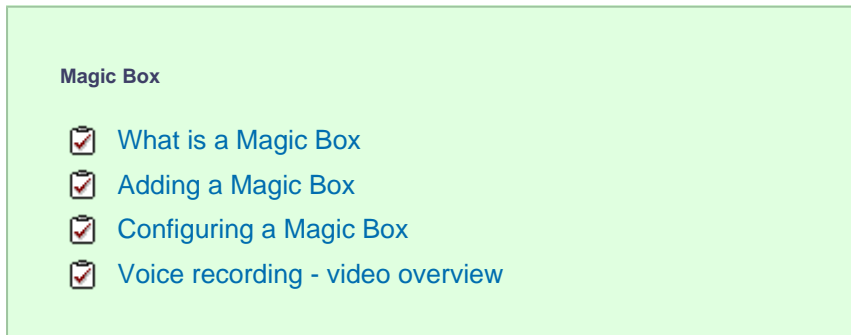 Magic Box
What is a Magic Box
Adding a Magic Box
Configuring a Magic Box
Voice recording - video overview